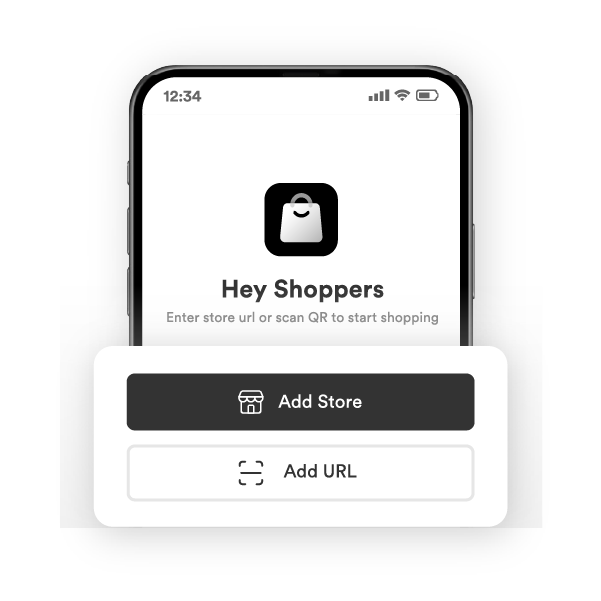 12:34
Hey Shoppers
Enter store url or scan QR to start shopping
Add Store
Add URL